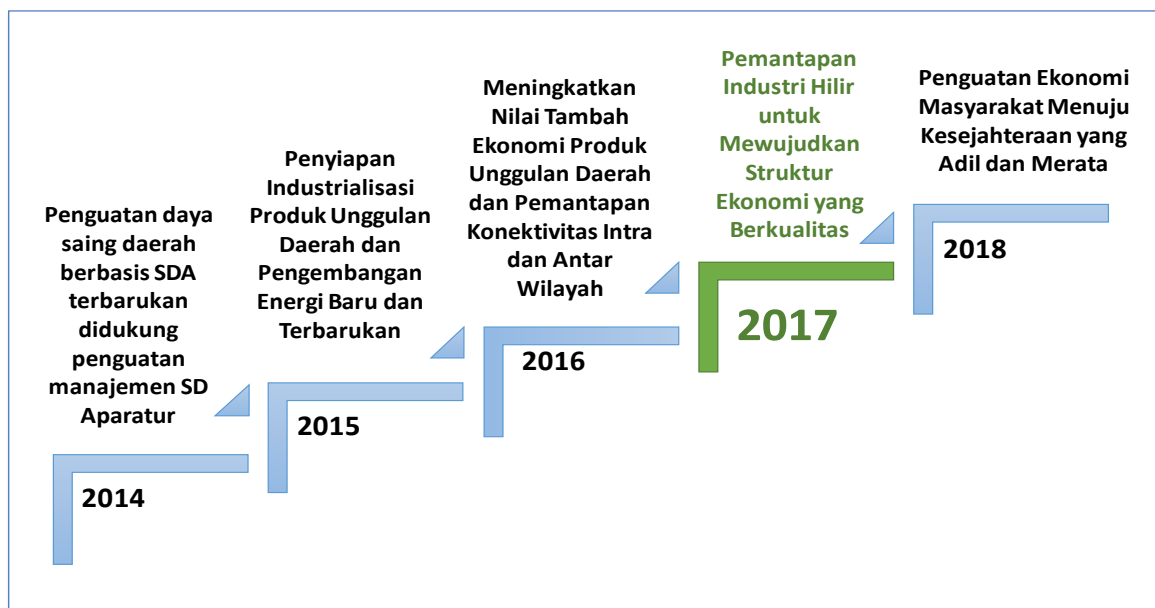 Penguatan daya
saing daerah
berbasis SDA
terbarukan
didukung
penguatan
manajemen SD
Aparatur
2014
Penyiapan
Industrialisasi
Produk Unggulan
Daerah dan
Pengembangan
Energi Baru dan
Terbarukan
2015
Meningkatkan
Nilai Tambah
Ekonomi Produk
Unggulan Daerah
dan Pemantapan
Konektivitas Intra
dan Antar
Wilayah
2016
Pemantapan
Industri Hilir
untuk
Mewujudkan
Struktur
Ekonomi yang
Berkualitas
2017
Penguatan Ekonomi
Masyarakat Menuju
Kesejahteraan yang
Adil dan Merata
2018